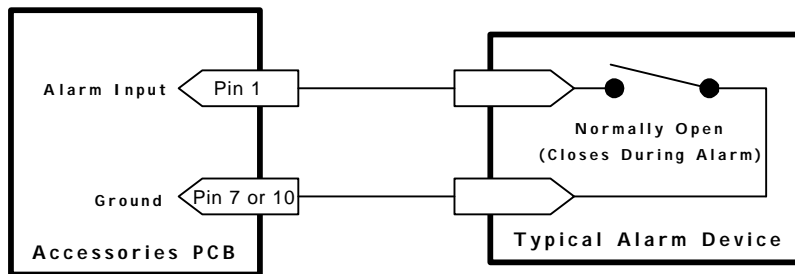 Alarm Input
Pin 1
Normally Open
(Closes During Alarm)
Ground
Pin 7 or 10
Accessories PCB
Typical Alarm Device